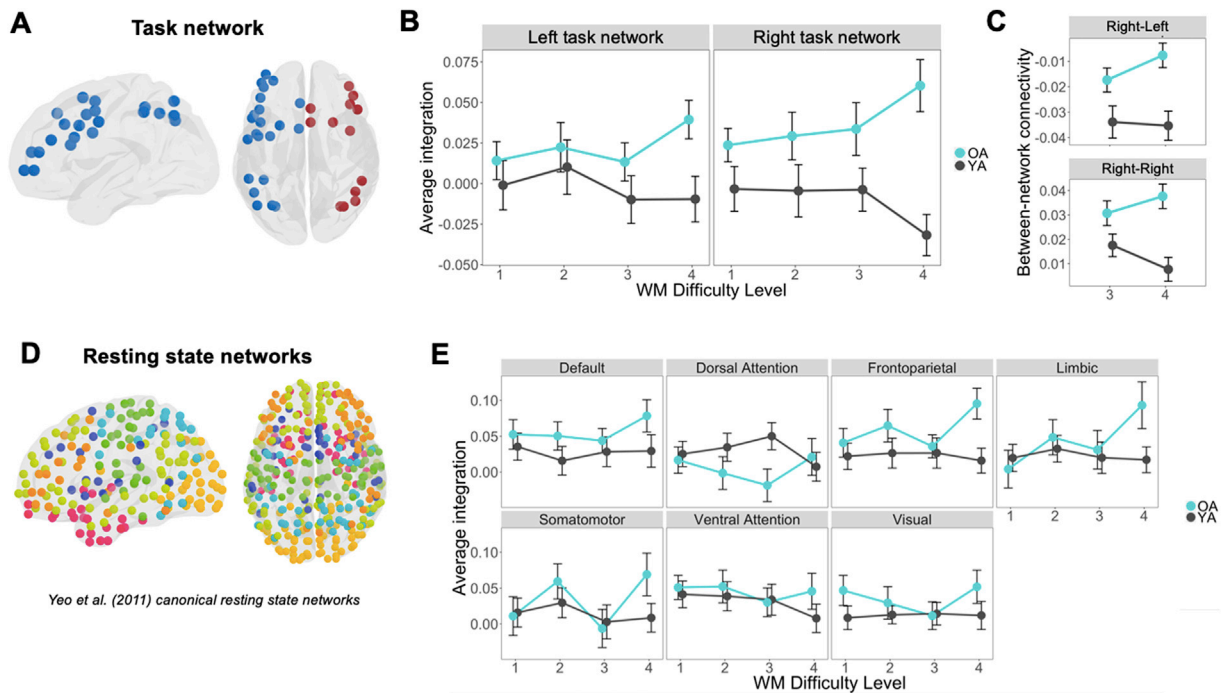 A
Task network
B
Left task network
Right task network
Average integration
0.075
0.050
0.025
0.000
-0.025
-0.050
1
2
3
4
1
2
3
4
WM Difficulty Level
OA
YA
C
Right-Left
-0.01
-0.02
-0.03
-0.04
Right-Right
0.04
0.03
0.02
0.01
3
4
Between-network connectivity
D
Resting state networks
Yeo et al. (2011) canonical resting state networks
E
Default
Dorsal Attention
Frontoparietal
Limbic
0.10
0.05
0.00
1
2
3
4
Somatomotor
Ventral Attention
Visual
0.10
0.05
0.00
Average integration
1
2
3
4
1
2
3
4
1
2
3
4
WM Difficulty Level
OA
YA